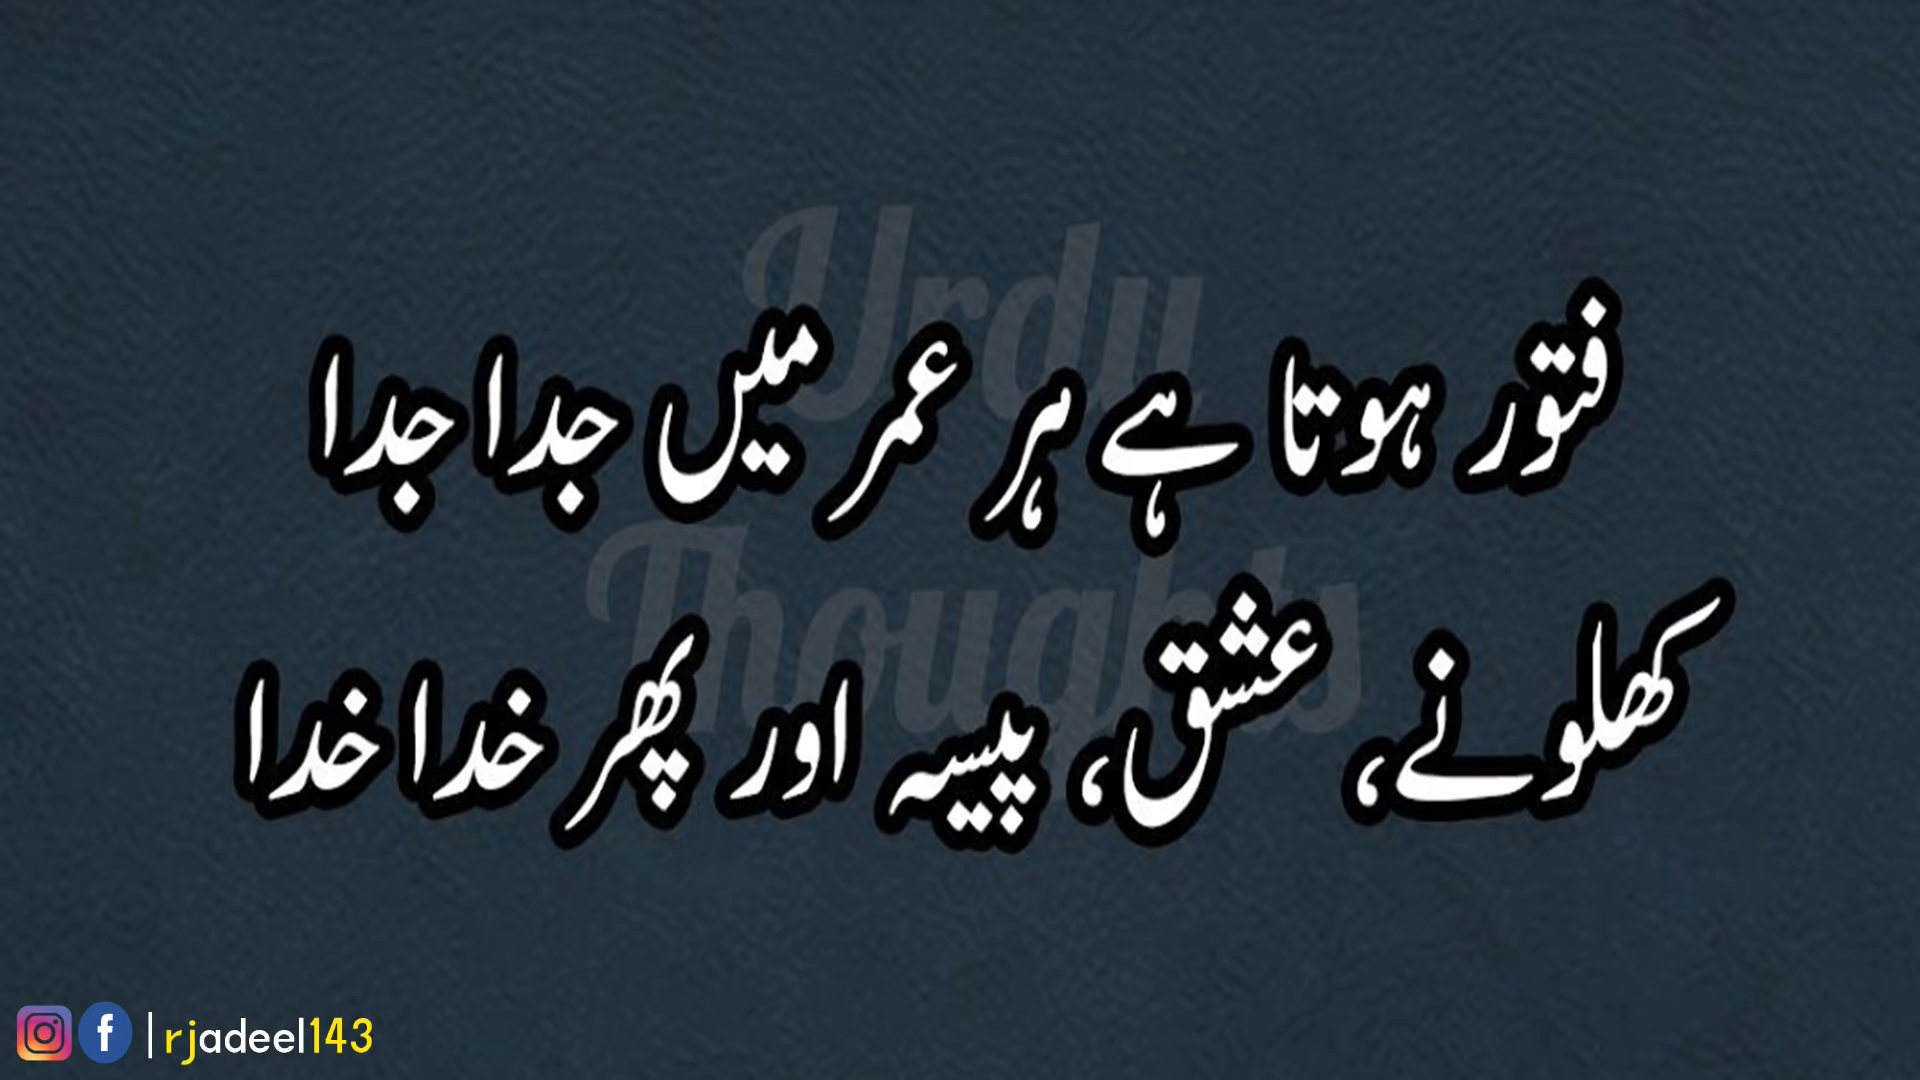 Urdu
Thoughts
فتور ہوتا ہے ہر عمر میں جدا جدا
کھلونے، عشق، پیسہ اور پھر خدا خدا
|rjadeel143